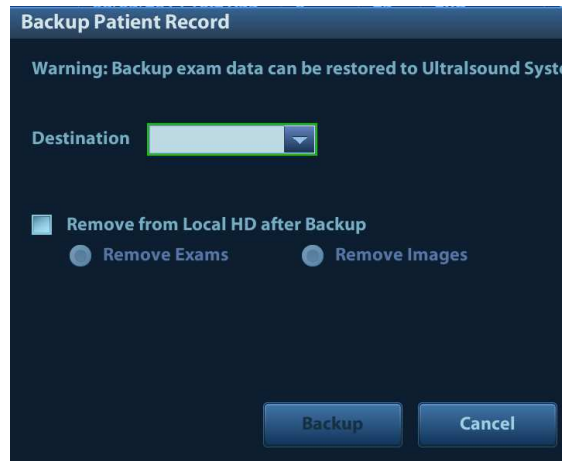 Backup Patient Record
Warning: Backup exam data can be restored to Ultralsound Syst
Destination
Remove from Local HD after Backup
Remove Exams Remove Images
Backup Cancel